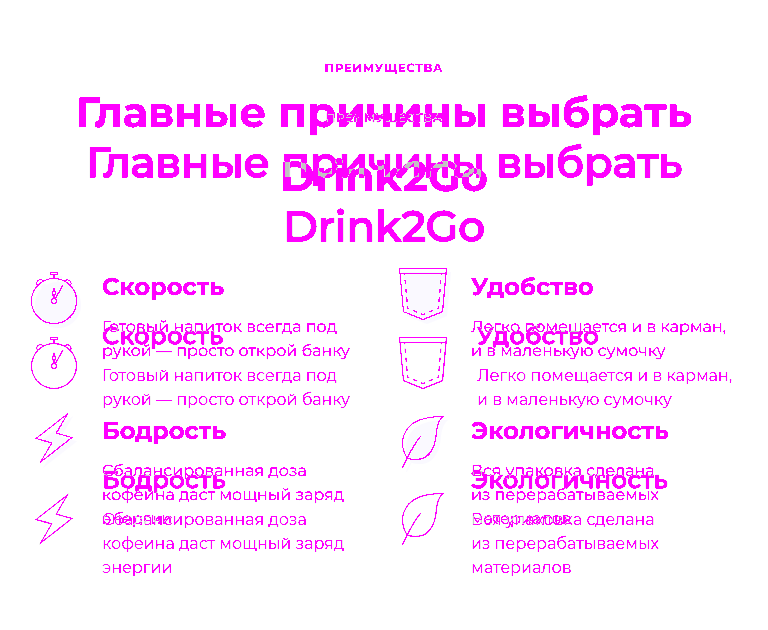 ПРЕИМУЩЕСТВА
Главные причины выбрать
ПРЕИМУЩЕСТВА
Главные причины выбрать
Drink2Go
Drink2Go
Скорость
Готовый напиток всегда под
Скорость
рукой — просто открой банку
Готовый напиток всегда под
рукой — просто открой банку
Удобство
Легко помещается и в карман,
Удобство
и в маленькую сумочку
Легко помещается и в карман,
и в маленькую сумочку
Бодрость
Сбалансированная доза
Бодрость
кофеина даст мощный заряд
энергии
Сбалансированная доза
кофеина даст мощный заряд
энергии
Экологичность
Вся упаковка сделана
Экологичность
из перерабатываемых
материалов
Вся упаковка сделана
из перерабатываемых
материалов